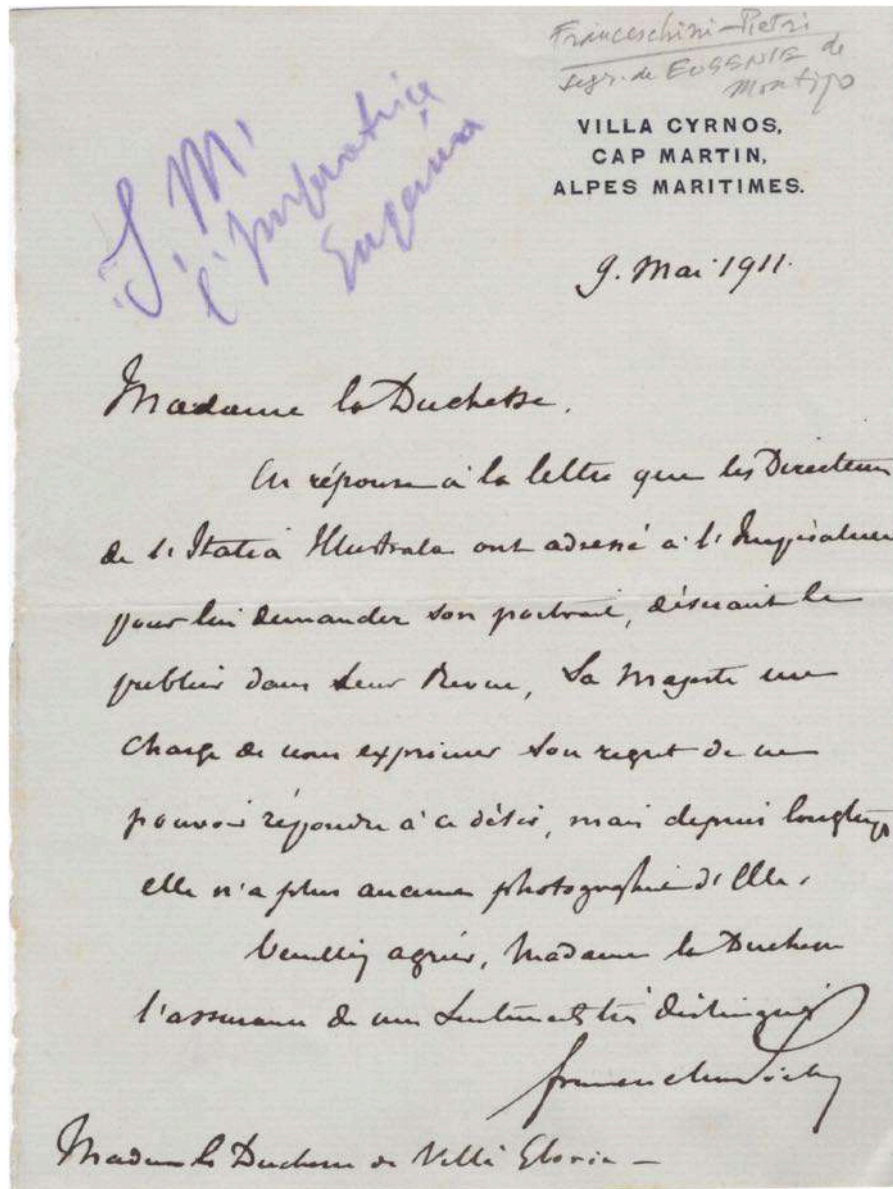 Franceschini-Pietri
segr. de EUGENIE de
Montijo
S. M.
l'Imperatrice
Eugenia
VILLA CYRNOS,
CAP MARTIN,
ALPES MARITIMES.
9. Mai 1911.
Madame la Duchesse.
En réponse à la lettre que les Directeurs
de l'Italia Illustrata ont adressé à l'Impératrice
pour lui demander son portrait, désirant le
publier dans leur Revue, Sa Majesté me
charge de vous exprimer son regret de ne
pouvoir répondre à ce désir, mais depuis longtemps
elle n'a plus aucune photographie d'Elle.
Veuillez agréer, Madame la Duchesse
l'assurance de mes sentiments très distingués
Franceschini Pietri
Madame la Duchesse de Villa Gloria —